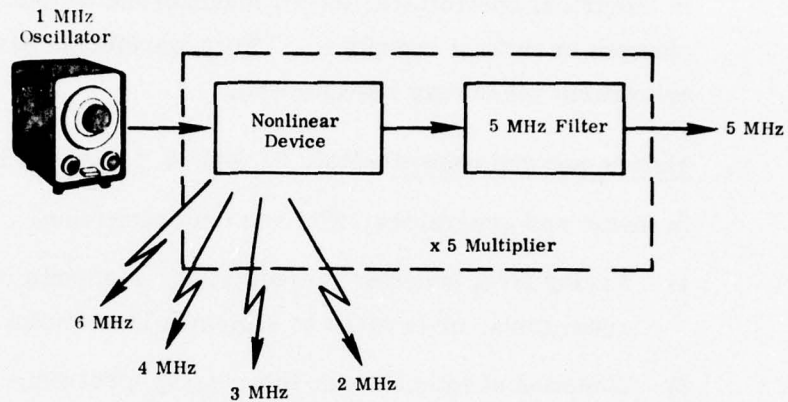 1 MHz
Oscillator
Nonlinear
Device
5 MHz Filter
5 MHz
x 5 Multiplier
6 MHz
4 MHz
3 MHz
2 MHz